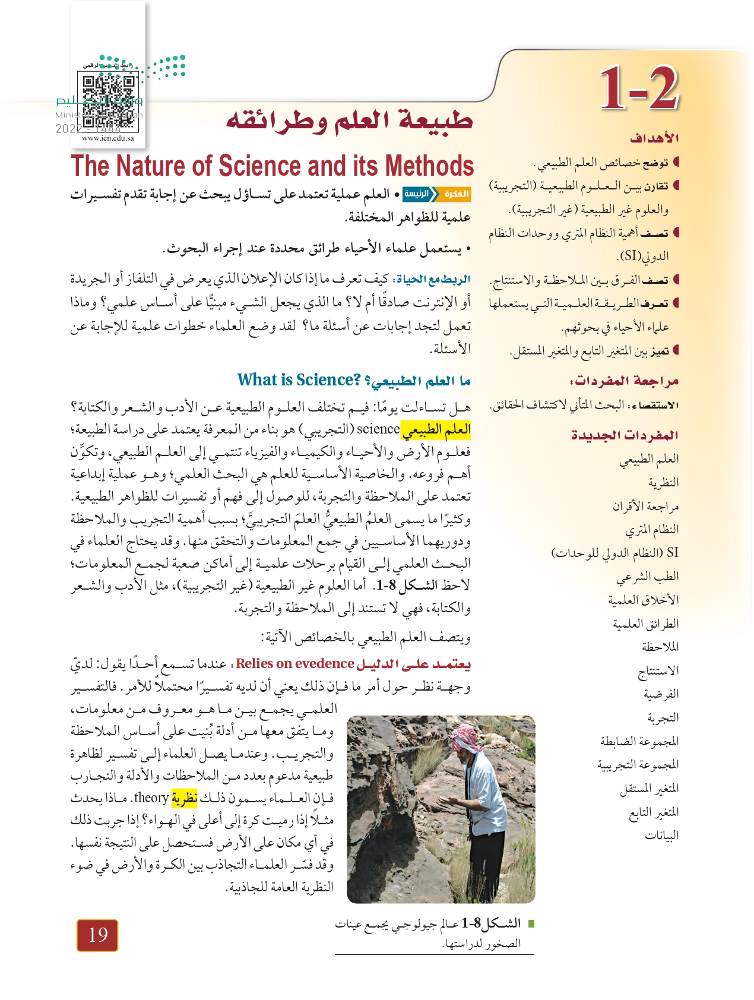 رابط الدرس الرقمي
وزارة التعليم
Ministry of Education
2022 - 1444
www.ien.edu.sa
1-2
طبيعة العلم وطرائقه
The Nature of Science and its Methods
الفكرة الرئيسة • العلم عملية تعتمد على تساؤل يبحث عن إجابة تقدم تفسيرات
علمية للظواهر المختلفة.
• يستعمل علماء الأحياء طرائق محددة عند إجراء البحوث.
الربط مع الحياة: كيف تعرف ما إذا كان الإعلان الذي يعرض في التلفاز أو الجريدة
أو الإنترنت صادقًا أم لا؟ ما الذي يجعل الشيء مبنيًّا على أساس علمي؟ وماذا
تعمل لتجد إجابات عن أسئلة ما؟ لقد وضع العلماء خطوات علمية للإجابة عن
الأسئلة.
ما العلم الطبيعي؟ What is Science?
هل تساءلت يومًا: فيم تختلف العلوم الطبيعية عن الأدب والشعر والكتابة؟
العلم الطبيعي science (التجريبي) هو بناء من المعرفة يعتمد على دراسة الطبيعة؛
فعلوم الأرض والأحياء والكيمياء والفيزياء تنتمي إلى العلم الطبيعي، وتكوِّن
أهم فروعه. والخاصية الأساسية للعلم هي البحث العلمي؛ وهو عملية إبداعية
تعتمد على الملاحظة والتجربة، للوصول إلى فهم أو تفسيرات للظواهر الطبيعية.
وكثيرًا ما يسمى العلمُ الطبيعيُّ العلمَ التجريبيَّ؛ بسبب أهمية التجريب والملاحظة
ودوريهما الأساسيين في جمع المعلومات والتحقق منها. وقد يحتاج العلماء في
البحث العلمي إلى القيام برحلات علمية إلى أماكن صعبة لجمع المعلومات؛
لاحظ الشكل 8-1. أما العلوم غير الطبيعية (غير التجريبية)، مثل الأدب والشعر
والكتابة، فهي لا تستند إلى الملاحظة والتجربة.
ويتصف العلم الطبيعي بالخصائص الآتية:
يعتمد على الدليل Relies on evedence: عندما تسمع أحدًا يقول: لديّ
وجهة نظر حول أمر ما فإن ذلك يعني أن لديه تفسيرًا محتملاً للأمر. فالتفسير
العلمي يجمع بين ما هو معروف من معلومات،
وما يتفق معها من أدلة بُنيت على أساس الملاحظة
والتجريب. وعندما يصل العلماء إلى تفسير لظاهرة
طبيعية مدعوم بعدد من الملاحظات والأدلة والتجارب
فإن العلماء يسمون ذلك نظرية theory. ماذا يحدث
مثلًا إذا رميت كرة إلى أعلى في الهواء؟ إذا جربت ذلك
في أي مكان على الأرض فستحصل على النتيجة نفسها.
وقد فسّر العلماء التجاذب بين الكرة والأرض في ضوء
النظرية العامة للجاذبية.
الشكل 8-1 عالم جيولوجي يجمع عينات
الصخور لدراستها.
الأهداف
توضح خصائص العلم الطبيعي.
تقارن بين العلوم الطبيعية (التجريبية)
والعلوم غير الطبيعية (غير التجريبية).
تصف أهمية النظام المتري ووحدات النظام
الدولي(SI).
تصف الفرق بين الملاحظة والاستنتاج.
تعرف الطريقة العلمية التي يستعملها
علماء الأحياء في بحوثهم.
تميز بين المتغير التابع والمتغير المستقل.
مراجعة المفردات:
الاستقصاء: البحث المتأني لاكتشاف الحقائق.
المفردات الجديدة
العلم الطبيعي
النظرية
مراجعة الأقران
النظام المتري
SI (النظام الدولي للوحدات)
الطب الشرعي
الأخلاق العلمية
الطرائق العلمية
الملاحظة
الاستنتاج
الفرضية
التجربة
المجموعة الضابطة
المجموعة التجريبية
المتغير المستقل
المتغير التابع
البيانات
19